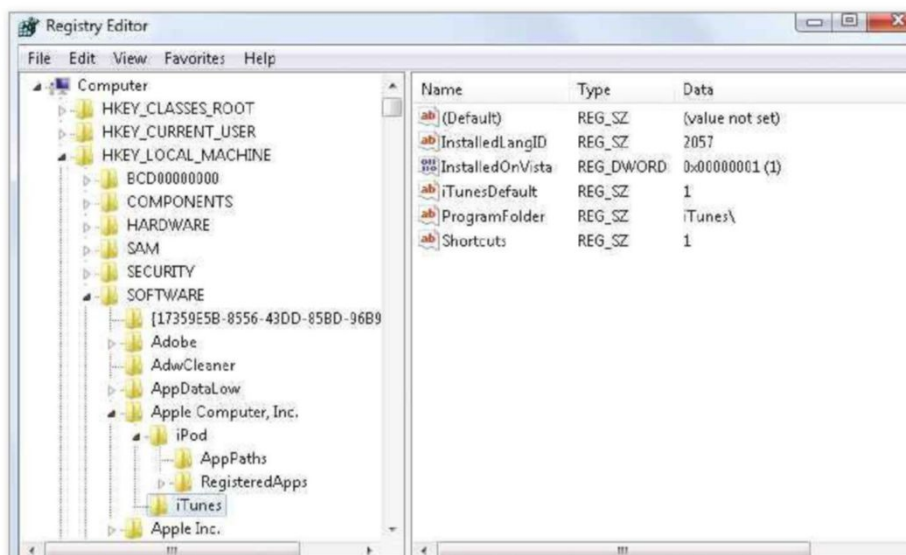 Registry Editor
File Edit View Favorites Help
Computer
HKEY_CLASSES_ROOT
HKEY_CURRENT_USER
HKEY_LOCAL_MACHINE
BCD00000000
COMPONENTS
HARDWARE
SAM
SECURITY
SOFTWARE
[17359E5B-8556-43DD-85BD-96B9
Adobe
AdwCleaner
AppDataLow
Apple Computer, Inc.
iPod
AppPaths
RegisteredApps
iTunes
Apple Inc.
Name Type Data
(Default) REG_SZ (value not set)
InstalledLangID REG_SZ 2057
InstalledOnVista REG_DWORD 0x00000001 (1)
iTunesDefault REG_SZ 1
ProgramFolder REG_SZ iTunes\
Shortcuts REG_SZ 1